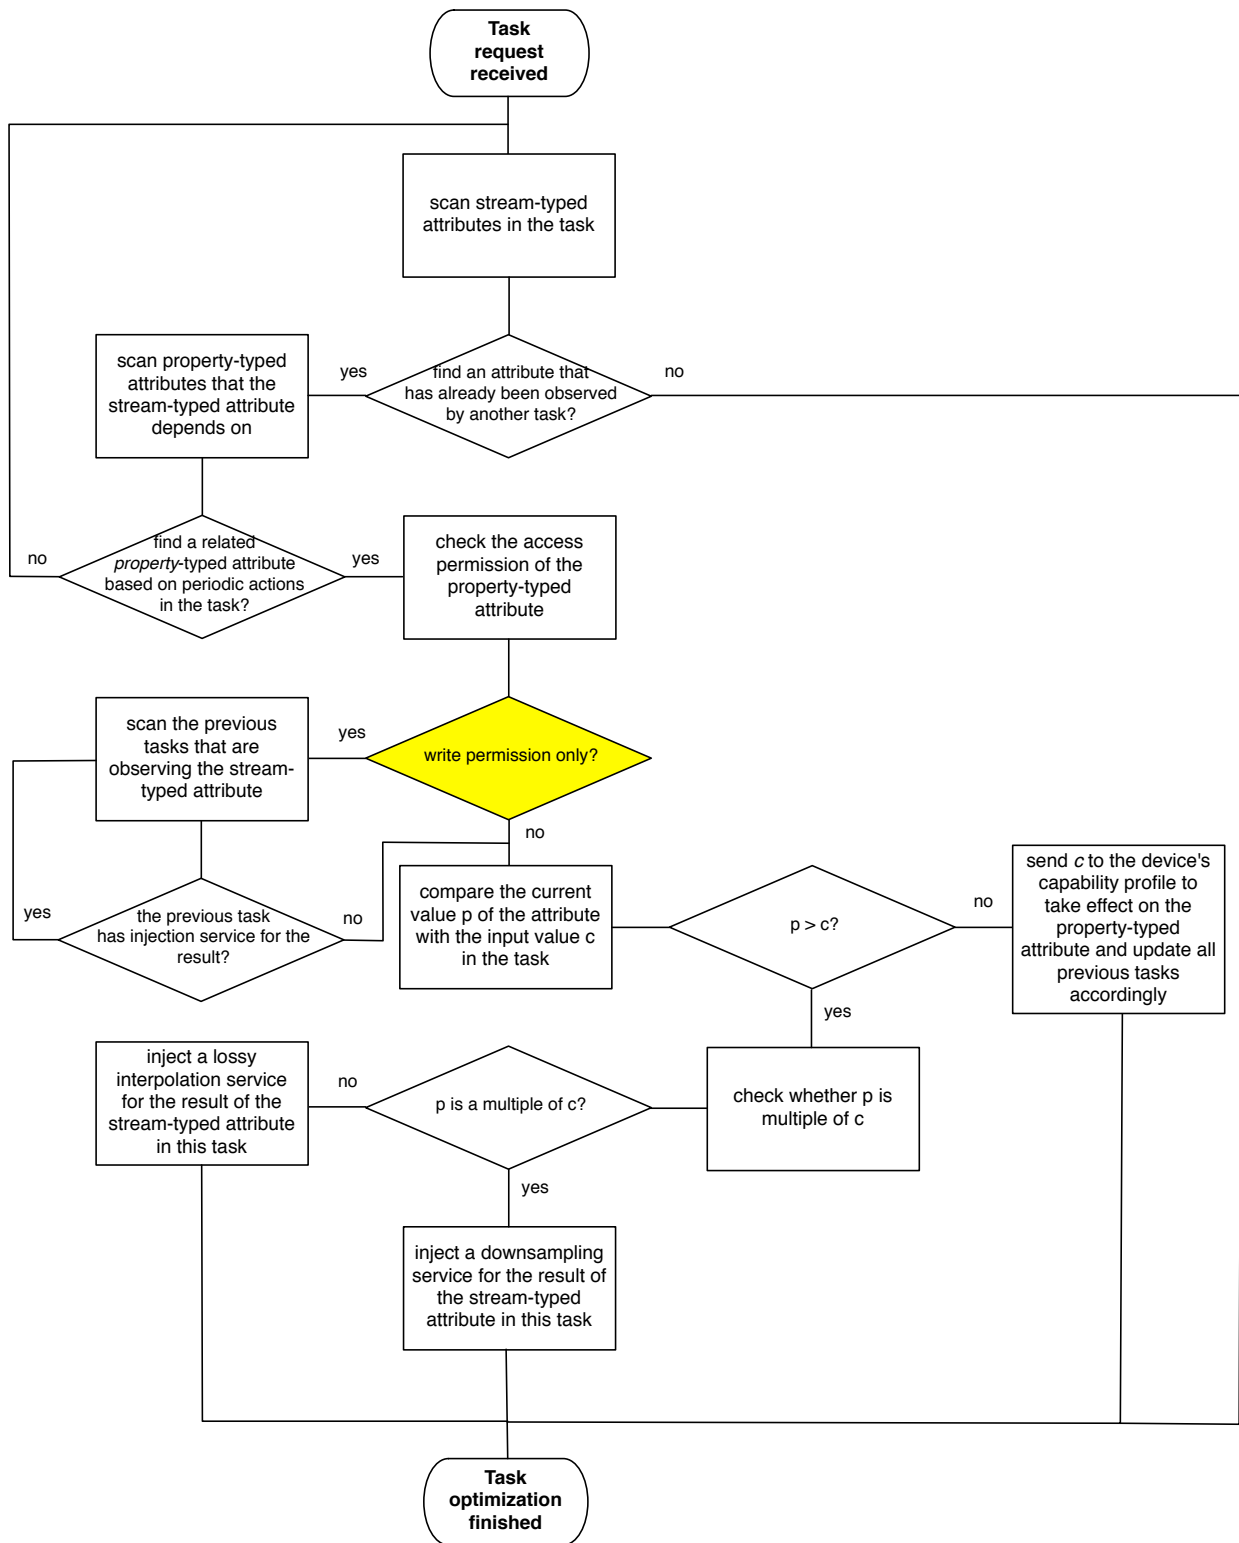 Task
request
received
scan stream-typed
attributes in the task
scan property-typed
attributes that the
stream-typed attribute
depends on
yes
find an attribute that
has already been observed
by another task?
no
no
find a related
property-typed attribute
based on periodic actions
in the task?
yes
check the access
permission of the
property-typed
attribute
scan the previous
tasks that are
observing the stream-
typed attribute
yes
write permission only?
no
yes
the previous task
has injection service for the
result?
no
compare the current
value p of the attribute
with the input value c
in the task
p > c?
no
send c to the device's
capability profile to
take effect on the
property-typed
attribute and update all
previous tasks
accordingly
yes
inject a lossy
interpolation service
for the result of the
stream-typed attribute
in this task
no
p is a multiple of c?
check whether p is
multiple of c
yes
inject a downsampling
service for the result of
the stream-typed
attribute in this task
Task
optimization
finished